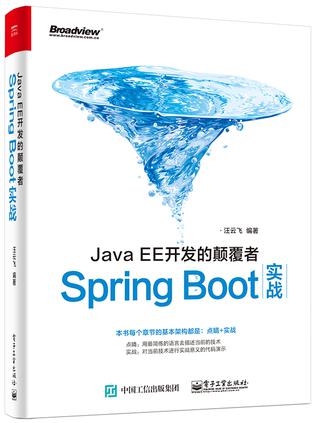 Broadview
www.broadview.com.cn
Java EE开发的颠覆者
Spring Boot 实战
汪云飞 编著
·汪云飞 编著
Java EE开发的颠覆者
Spring Boot 实战
本书每个章节的基本架构都是：点睛+实战
点睛：用最简练的语言去描述当前的技术
实战：对当前技术进行实战意义的代码演示
中国工信出版集团
电子工业出版社